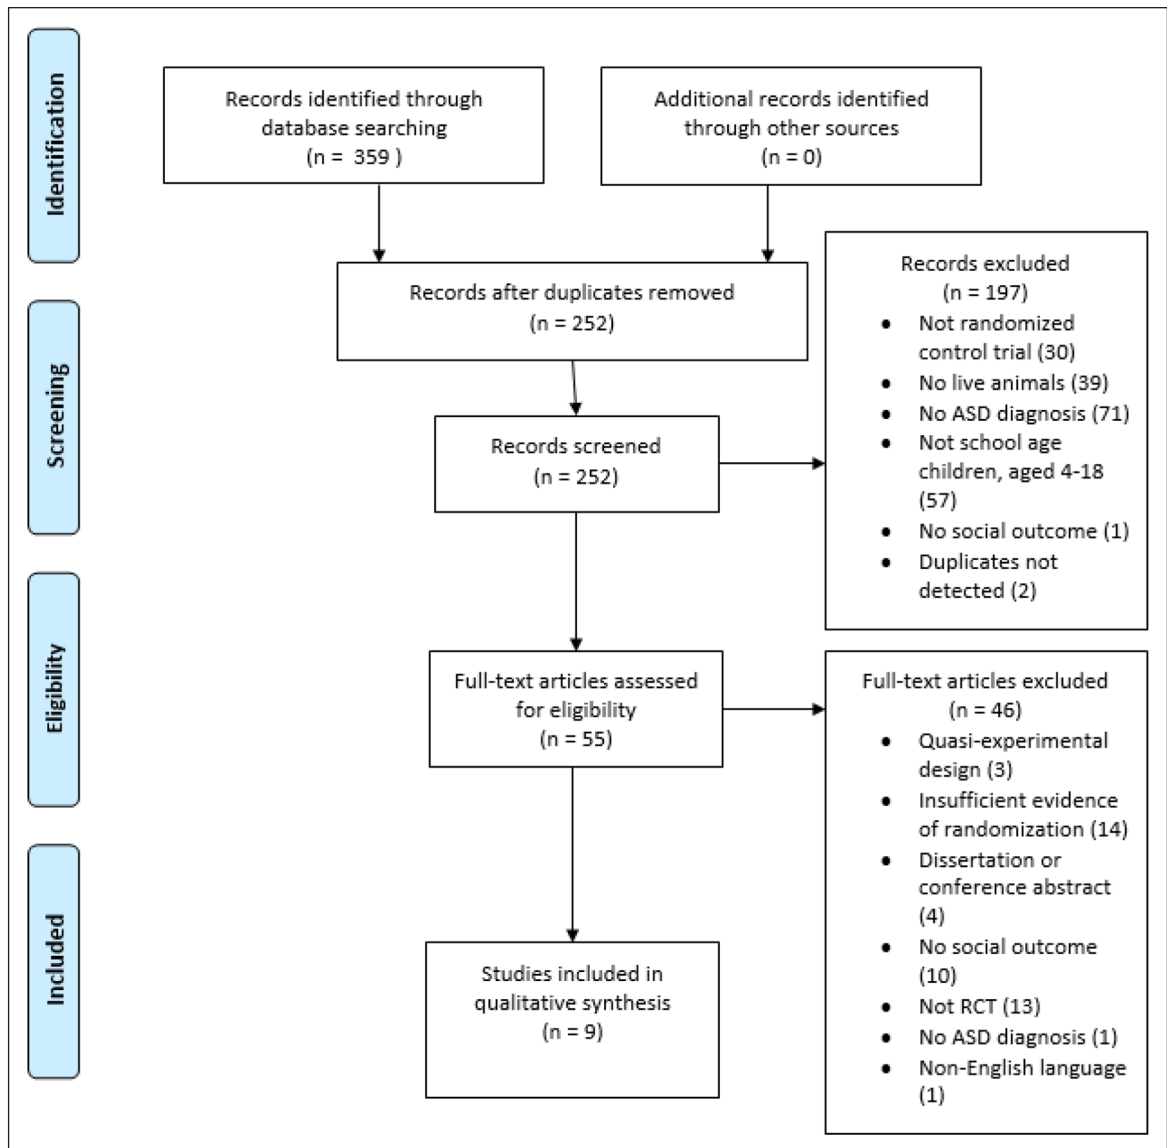 Identification
Records identified through
database searching
(n =  359 )
Additional records identified
through other sources
(n = 0)
Records after duplicates removed
(n = 252)
Screening
Records screened
(n = 252)
Records excluded
(n = 197)
● Not randomized
control trial (30)
● No live animals (39)
● No ASD diagnosis (71)
● Not school age
children, aged 4-18
(57)
● No social outcome (1)
● Duplicates not
detected (2)
Eligibility
Full-text articles assessed
for eligibility
(n = 55)
Full-text articles excluded
(n = 46)
● Quasi-experimental
design (3)
● Insufficient evidence
of randomization (14)
● Dissertation or
conference abstract
(4)
● No social outcome
(10)
● Not RCT (13)
● No ASD diagnosis (1)
● Non-English language
(1)
Included
Studies included in
qualitative synthesis
(n = 9)